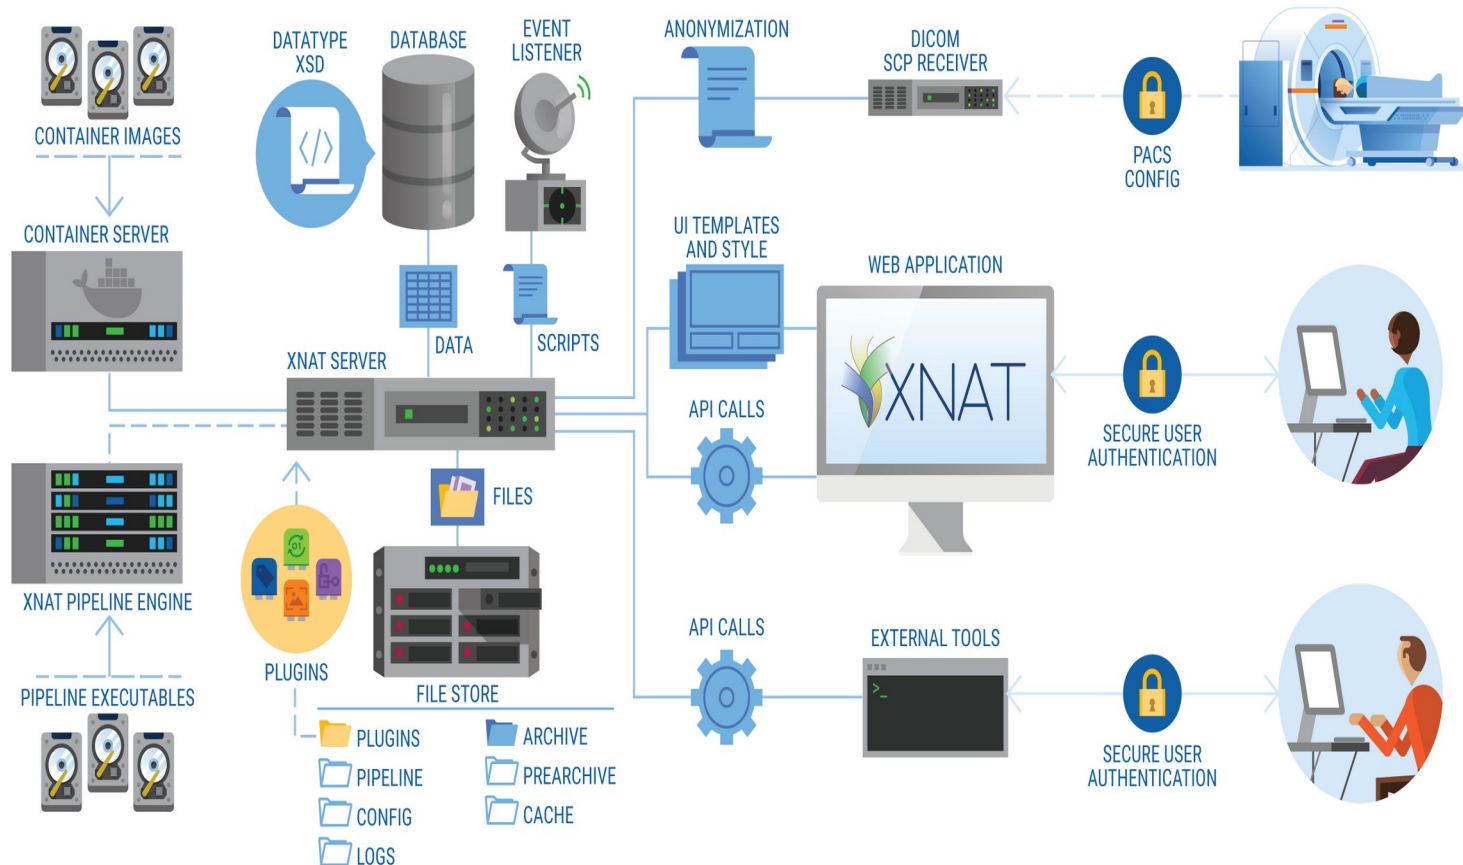 CONTAINER IMAGES
CONTAINER SERVER
XNAT PIPELINE ENGINE
PIPELINE EXECUTABLES
DATATYPE
XSD
</>
DATABASE
EVENT
LISTENER
DATA
SCRIPTS
XNAT SERVER
FILES
01
PLUGINS
FILE STORE
PLUGINS
PIPELINE
CONFIG
LOGS
ARCHIVE
PREARCHIVE
CACHE
ANONYMIZATION
DICOM
SCP RECEIVER
PACS
CONFIG
UI TEMPLATES
AND STYLE
WEB APPLICATION
XNAT
API CALLS
SECURE USER
AUTHENTICATION
API CALLS
EXTERNAL TOOLS
>_
SECURE USER
AUTHENTICATION